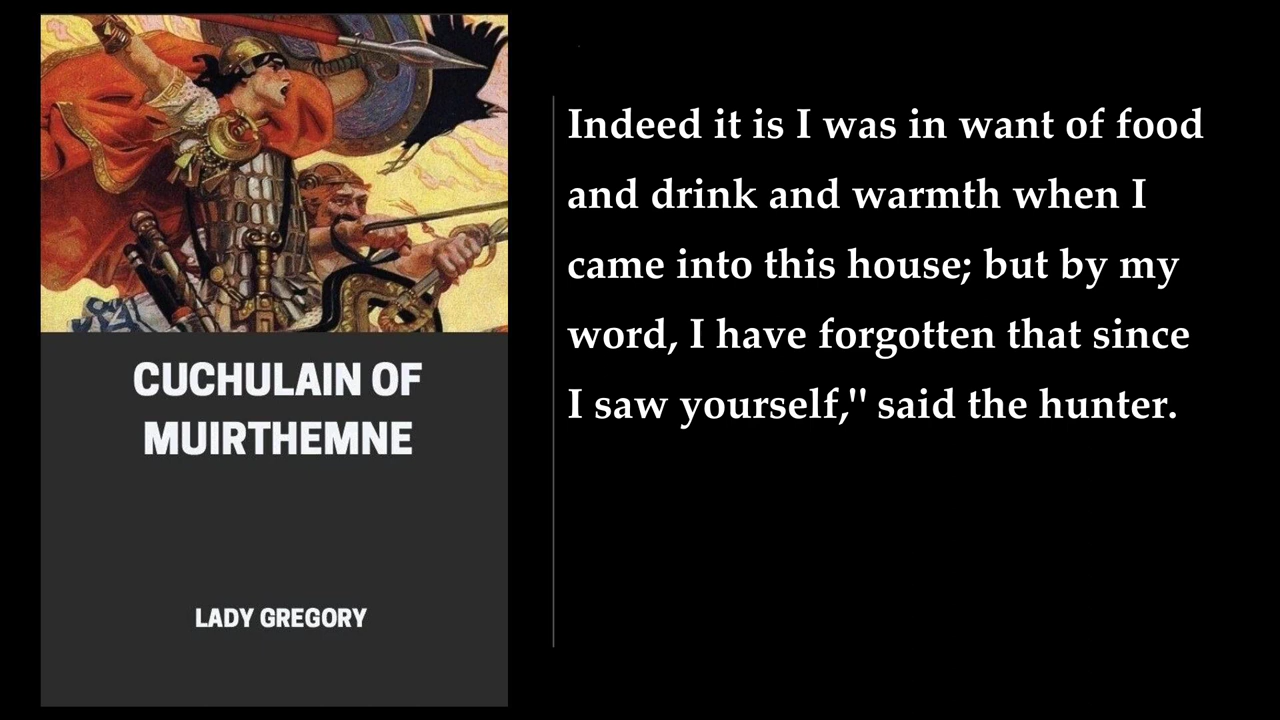 CUCHULAIN OF
MUIRTHEMNE
LADY GREGORY
Indeed it is I was in want of food
and drink and warmth when I
came into this house; but by my
word, I have forgotten that since
I saw yourself," said the hunter.